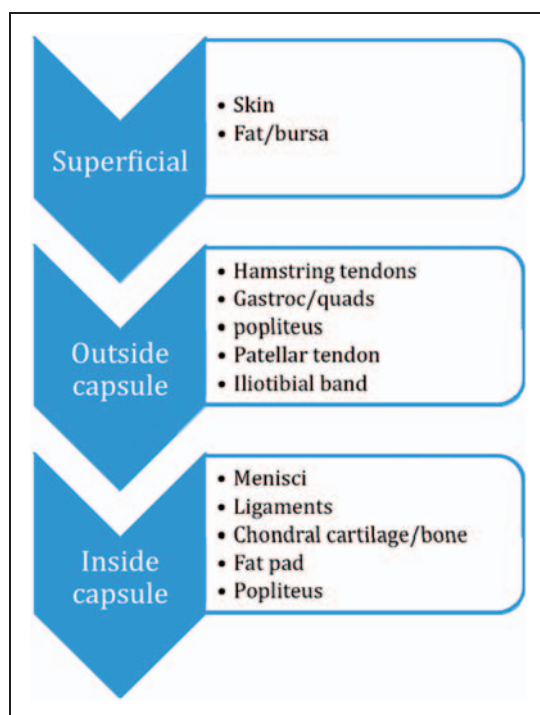 Superficial
• Skin
• Fat/bursa
Outside
capsule
• Hamstring tendons
• Gastroc/quads
• popliteus
• Patellar tendon
• Iliotibial band
Inside
capsule
• Menisci
• Ligaments
• Chondral cartilage/bone
• Fat pad
• Popliteus